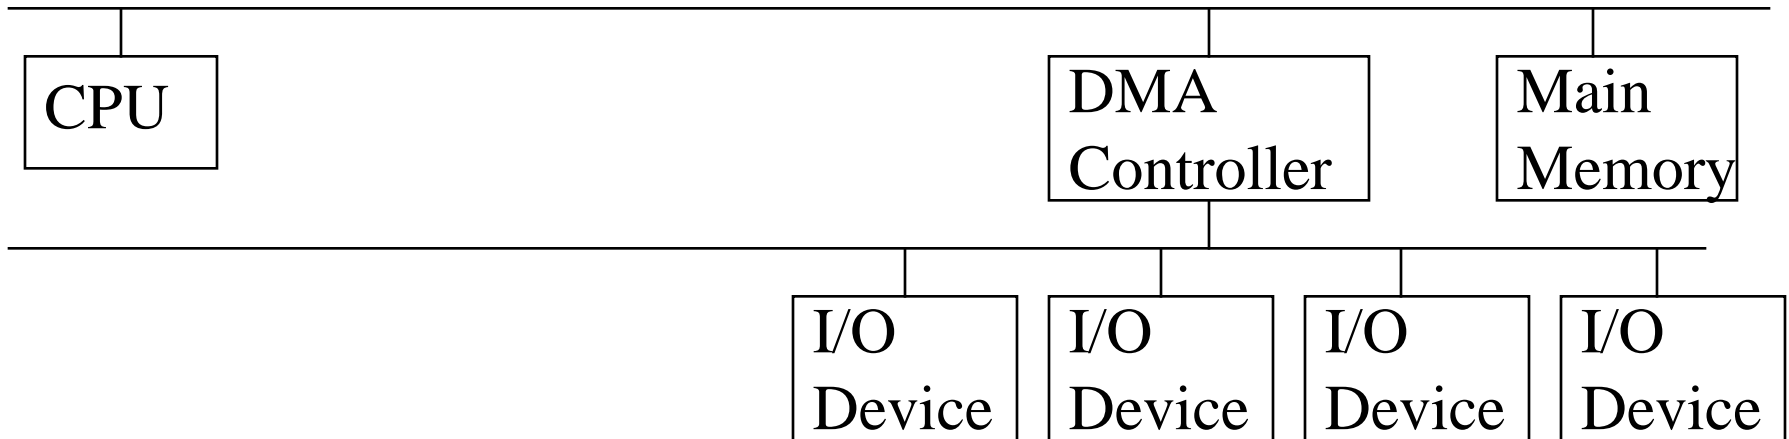 CPU
DMA
Controller
Main
Memory
I/O
Device
I/O
Device
I/O
Device
I/O
Device